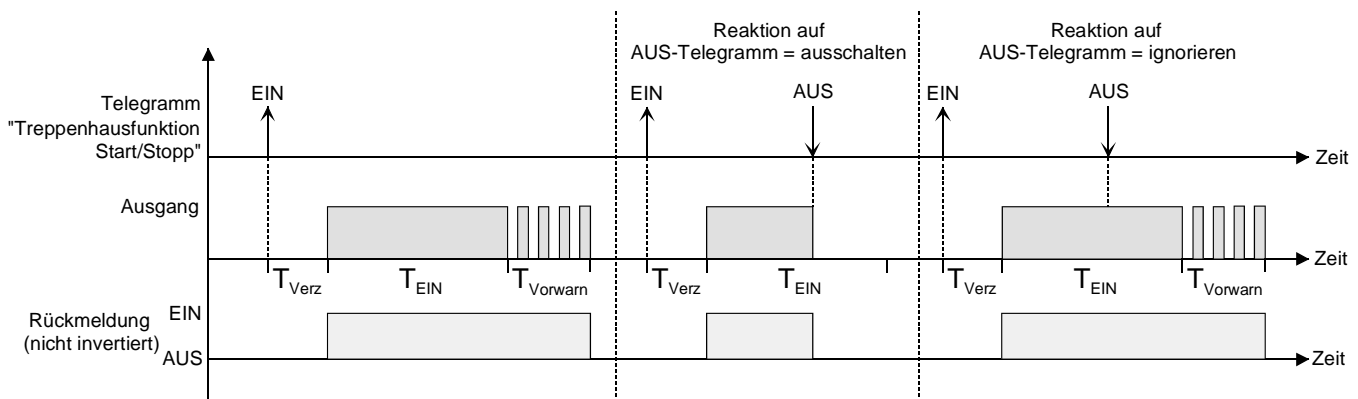 Reaktion auf
AUS-Telegramm = ausschalten
Reaktion auf
AUS-Telegramm = ignorieren
EIN
EIN
AUS
EIN
AUS
Telegramm
"Treppenhausfunktion
Start/Stopp"
Zeit
Ausgang
Zeit
TVerz
TEIN
TVorwarn
TVerz
TEIN
TVerz
TEIN
TVorwarn
EIN
Rückmeldung
(nicht invertiert)
AUS
Zeit